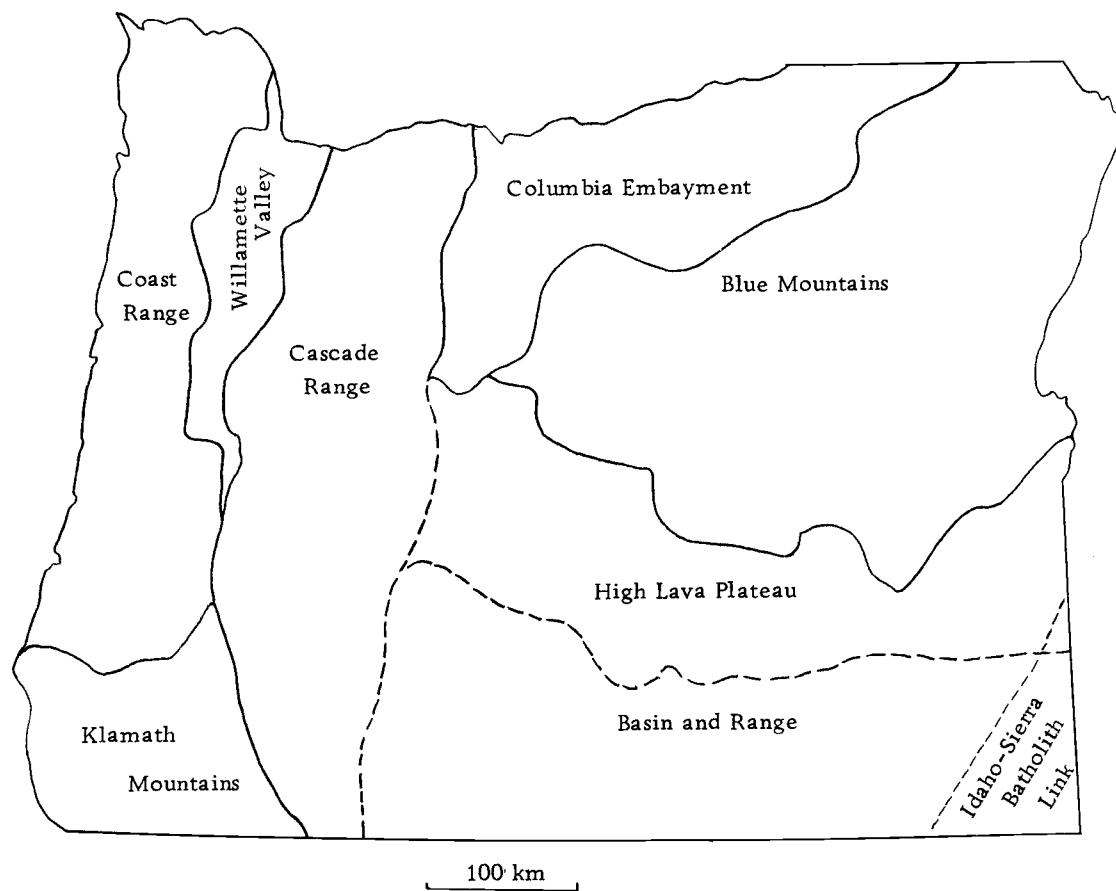 Columbia Embayment
Willamette
Valley
Coast
Range
Blue Mountains
Cascade
Range
High Lava Plateau
Basin and Range
Klamath
Mountains
Idaho-Sierra
Batholith
Link
100 km